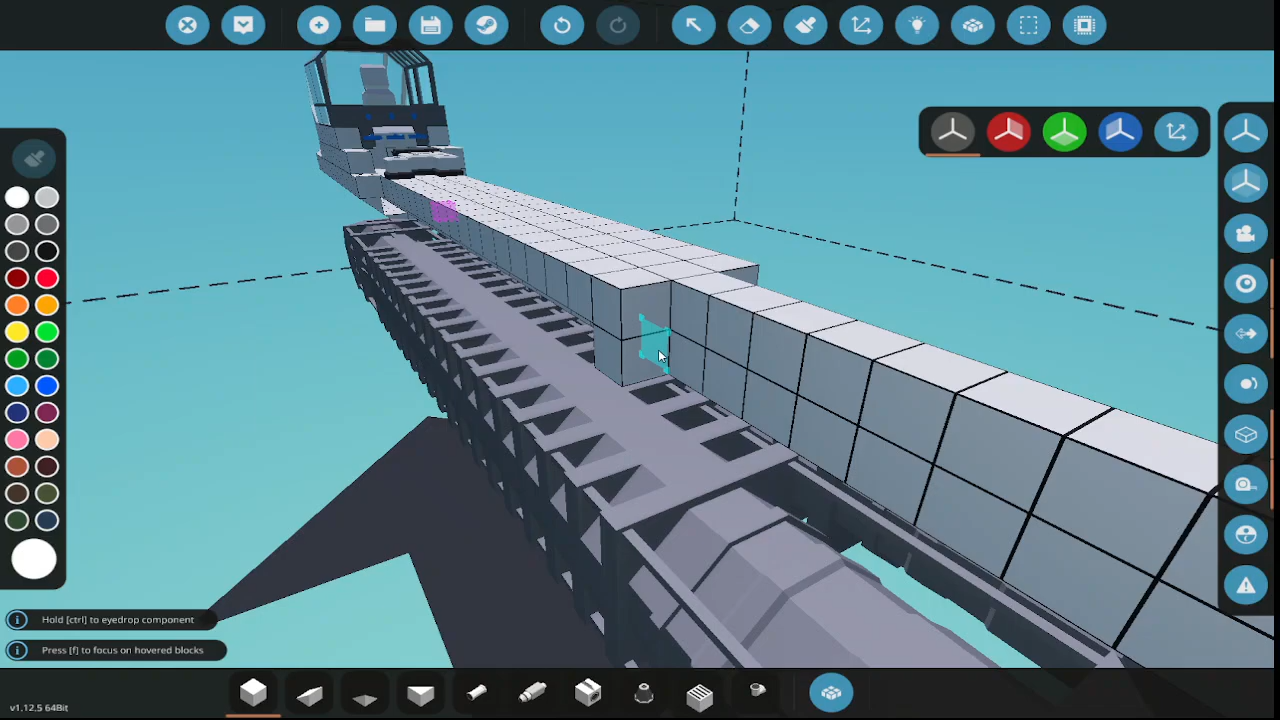 Hold [ctrl] to eyedrop component
Press [f] to focus on hovered blocks
v1.12.5 64Bit